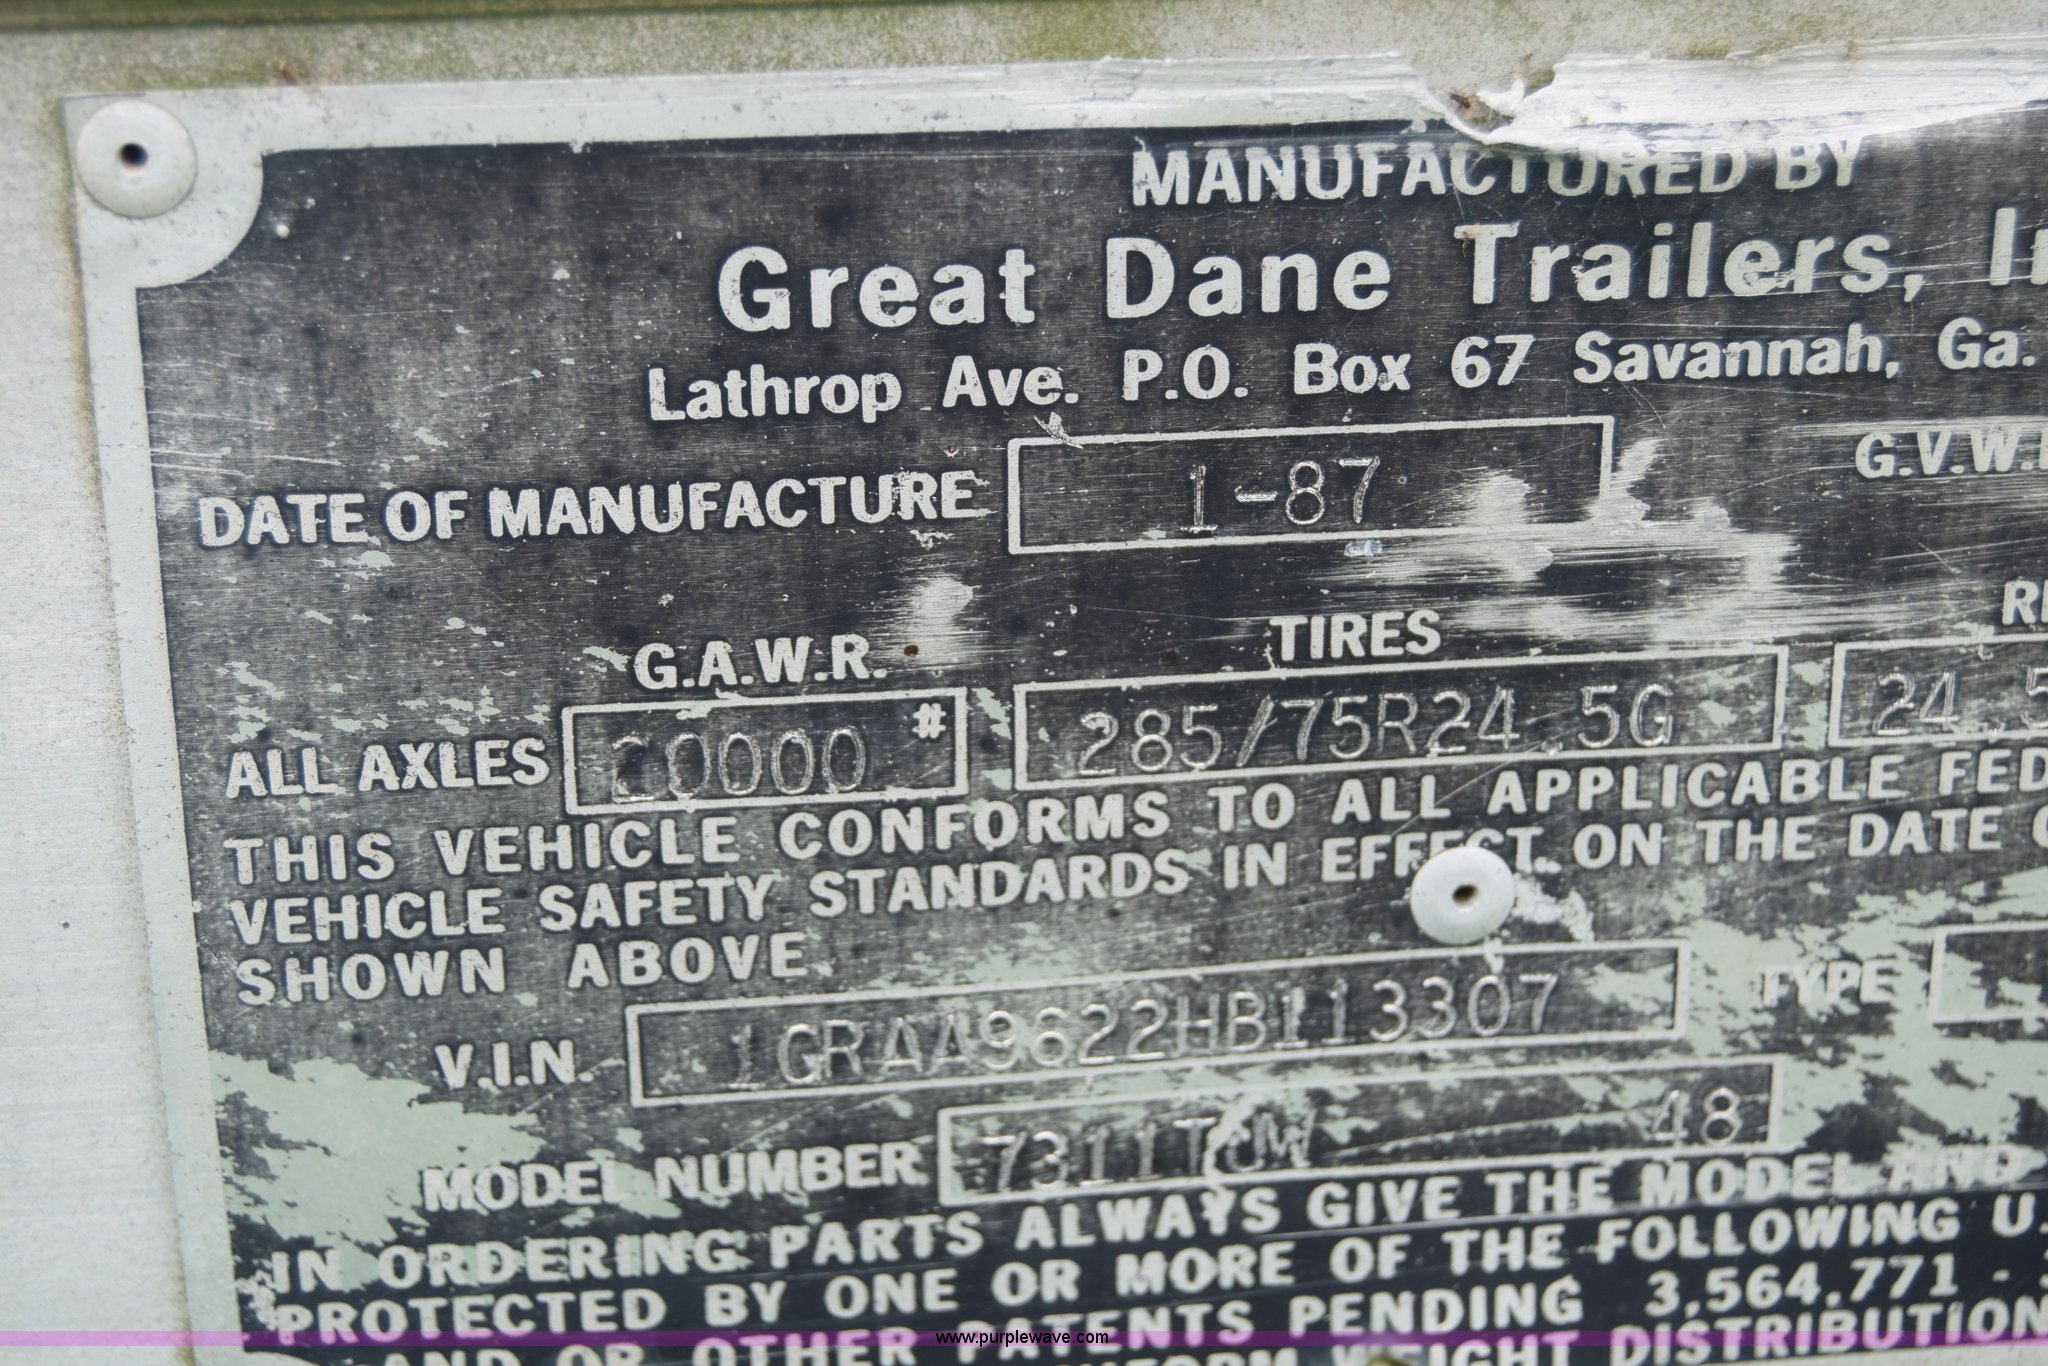 MANUFACTURED BY
Great Dane Trailers,
Lathrop Ave. P.O. Box 67 Savannah, Ga.
DATE OF MANUFACTURE 1-87 G.V.W.
G.A.W.R. TIRES
ALL AXLES 20000# 285/75R24.5G 24.5
THIS VEHICLE CONFORMS TO ALL APPLICABLE FED
VEHICLE SAFETY STANDARDS IN EFFECT ON THE DATE
SHOWN ABOVE
V.I.N. 1GRAA9622HB113307 TYPE
MODEL NUMBER 48
IN ORDERING PARTS ALWAYS GIVE THE MODEL AND
PROTECTED BY ONE OR MORE OF THE FOLLOWING U.
AND OR OTHER PATENTS PENDING 3,564,771 -
WEIGHT DISTRIBUTION
www.purplewave.com